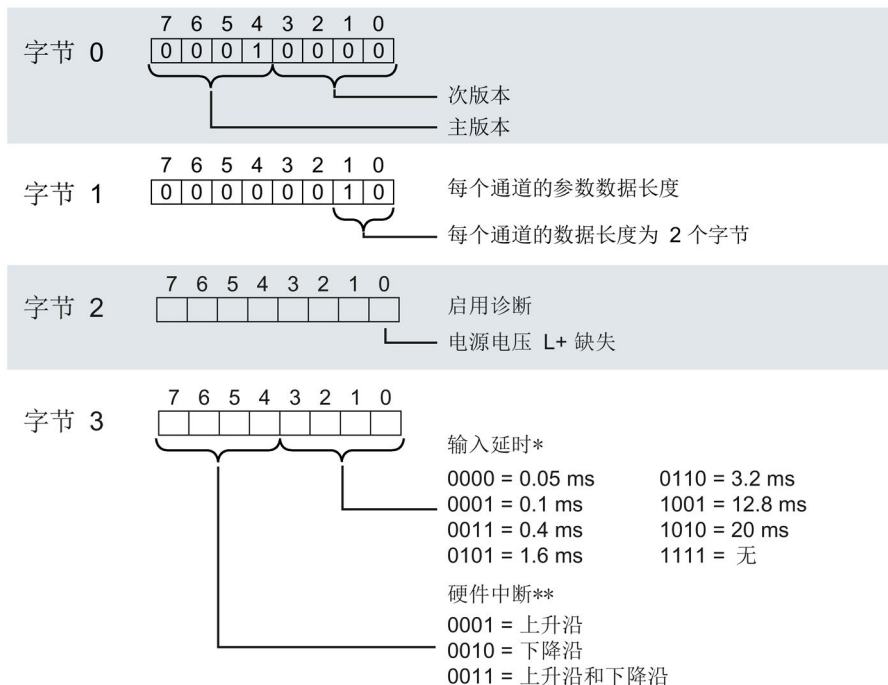 7 6 5 4 3 2 1 0
字节 0 0 0 0 1 0 0 0 0
次版本
主版本
7 6 5 4 3 2 1 0
字节 1 0 0 0 0 0 0 1 0 每个通道的参数数据长度
每个通道的数据长度为 2 个字节
7 6 5 4 3 2 1 0
字节 2 启用诊断
电源电压 L+ 缺失
7 6 5 4 3 2 1 0
字节 3
输入延时*
0000 = 0.05 ms 0110 = 3.2 ms
0001 = 0.1 ms 1001 = 12.8 ms
0011 = 0.4 ms 1010 = 20 ms
0101 = 1.6 ms 1111 = 无
硬件中断**
0001 = 上升沿
0010 = 下降沿
0011 = 上升沿和下降沿